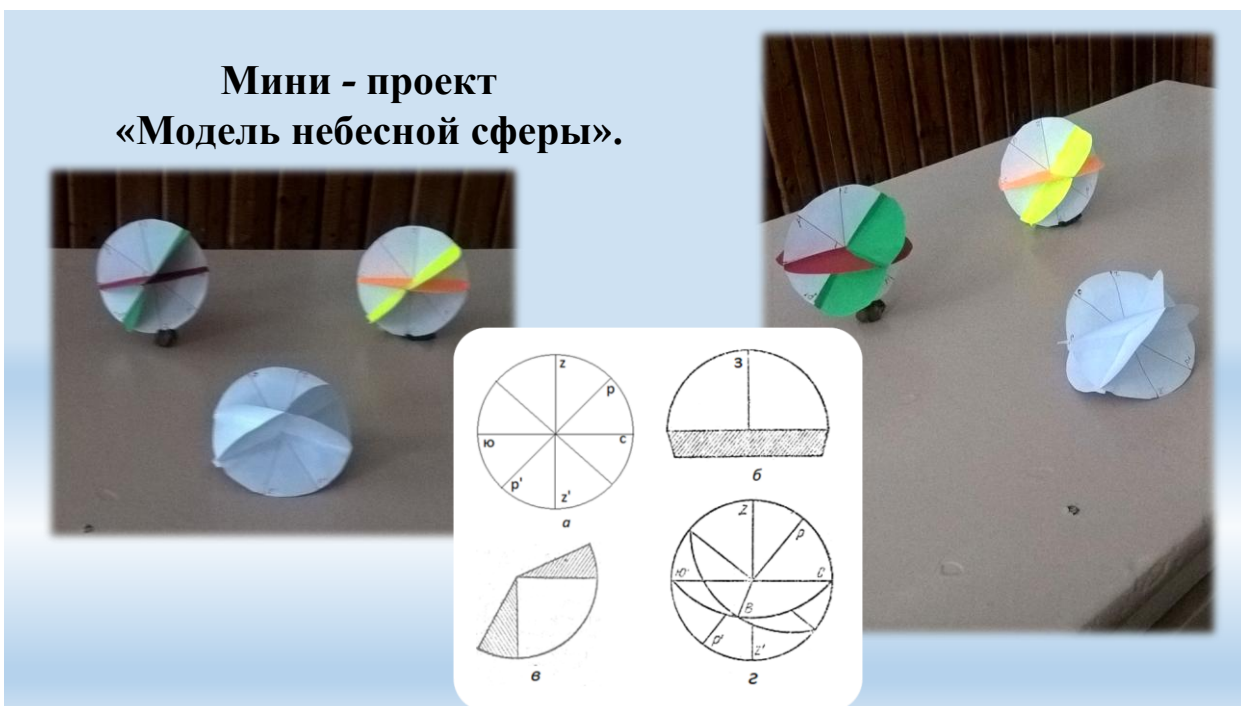 Мини - проект
«Модель небесной сферы».
z
p
ю
c
p'
z'
а
З
б
в
Z
P
Ю
С
В
P'
Z'
г